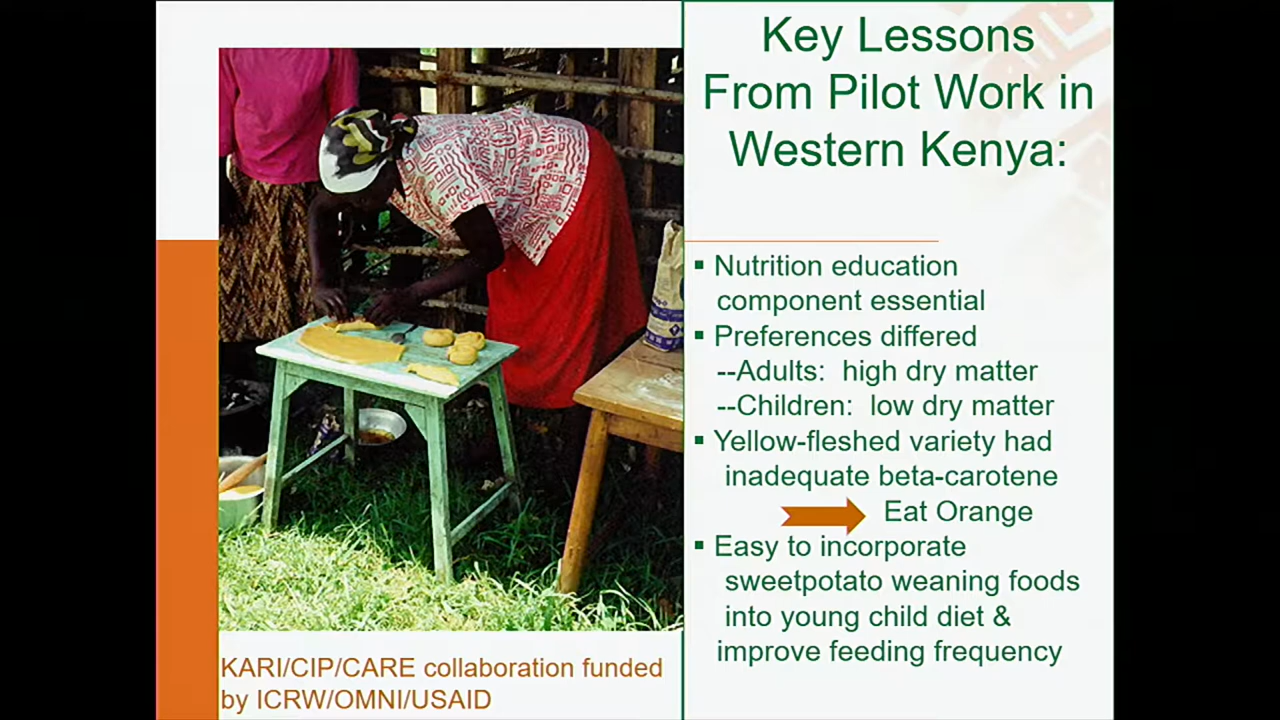 Key Lessons
From Pilot Work in
Western Kenya:
▪ Nutrition education
component essential
▪ Preferences differed
--Adults: high dry matter
--Children: low dry matter
▪ Yellow-fleshed variety had
inadequate beta-carotene
Eat Orange
▪ Easy to incorporate
sweetpotato weaning foods
into young child diet &
improve feeding frequency
KARI/CIP/CARE collaboration funded
by ICRW/OMNI/USAID